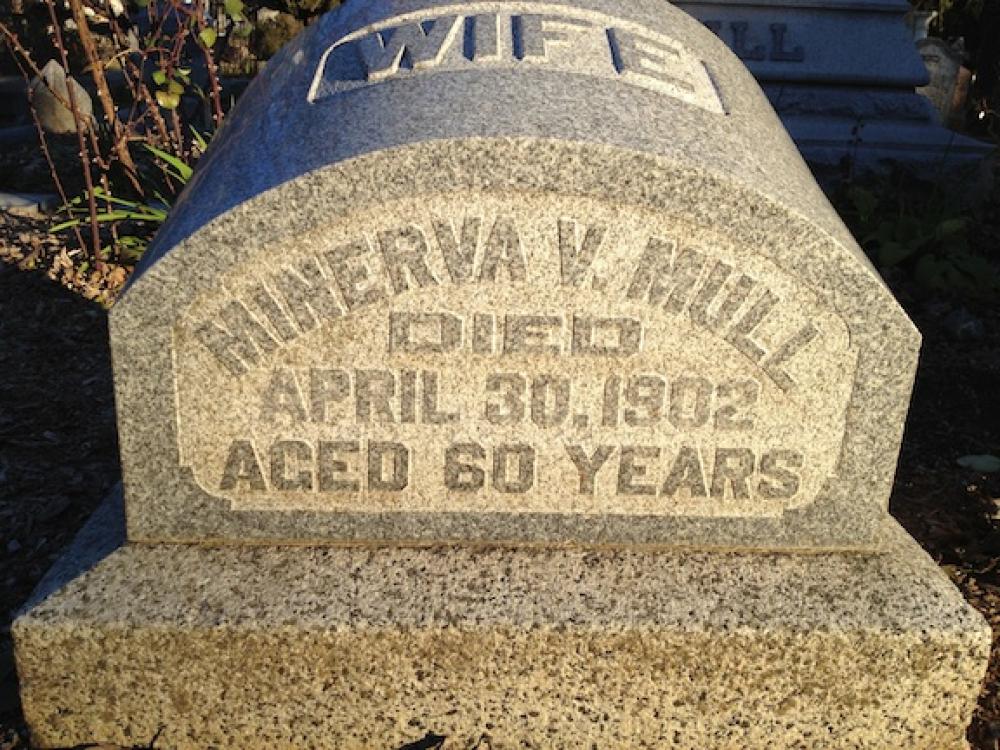 WIFE
MINERVA V. MULL
DIED
APRIL 30, 1902
AGED 60 YEARS